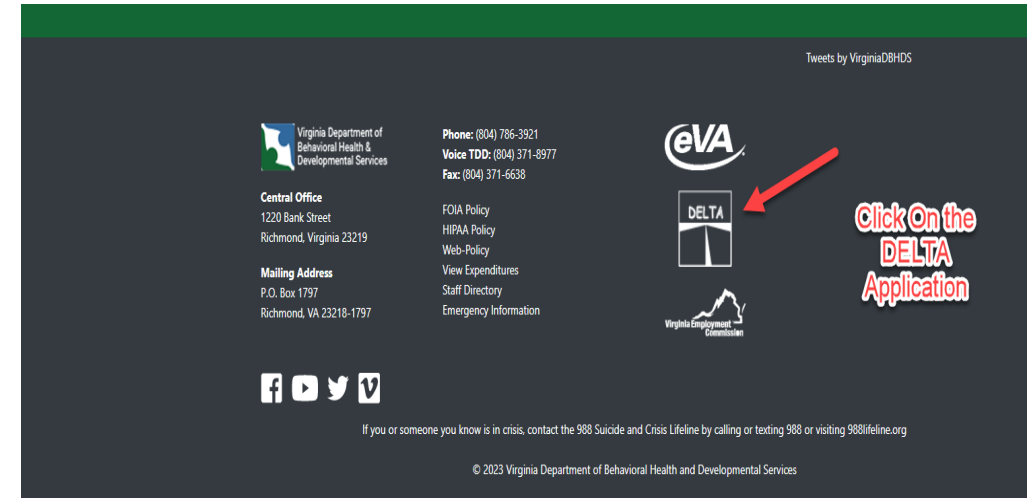 Tweets by VirginiaDBHDS
Virginia Department of
Behavioral Health &
Developmental Services
Central Office
1220 Bank Street
Richmond, Virginia 23219
Mailing Address
P.O. Box 1797
Richmond, VA 23218-1797
Phone: (804) 786-3921
Voice TDD: (804) 371-8977
Fax: (804) 371-6638
FOIA Policy
HIPAA Policy
Web-Policy
View Expenditures
Staff Directory
Emergency Information
eVA
DELTA
Virginia Employment
Commission
Click On the
DELTA
Application
If you or someone you know is in crisis, contact the 988 Suicide and Crisis Lifeline by calling or texting 988 or visiting 988lifeline.org
© 2023 Virginia Department of Behavioral Health and Developmental Services